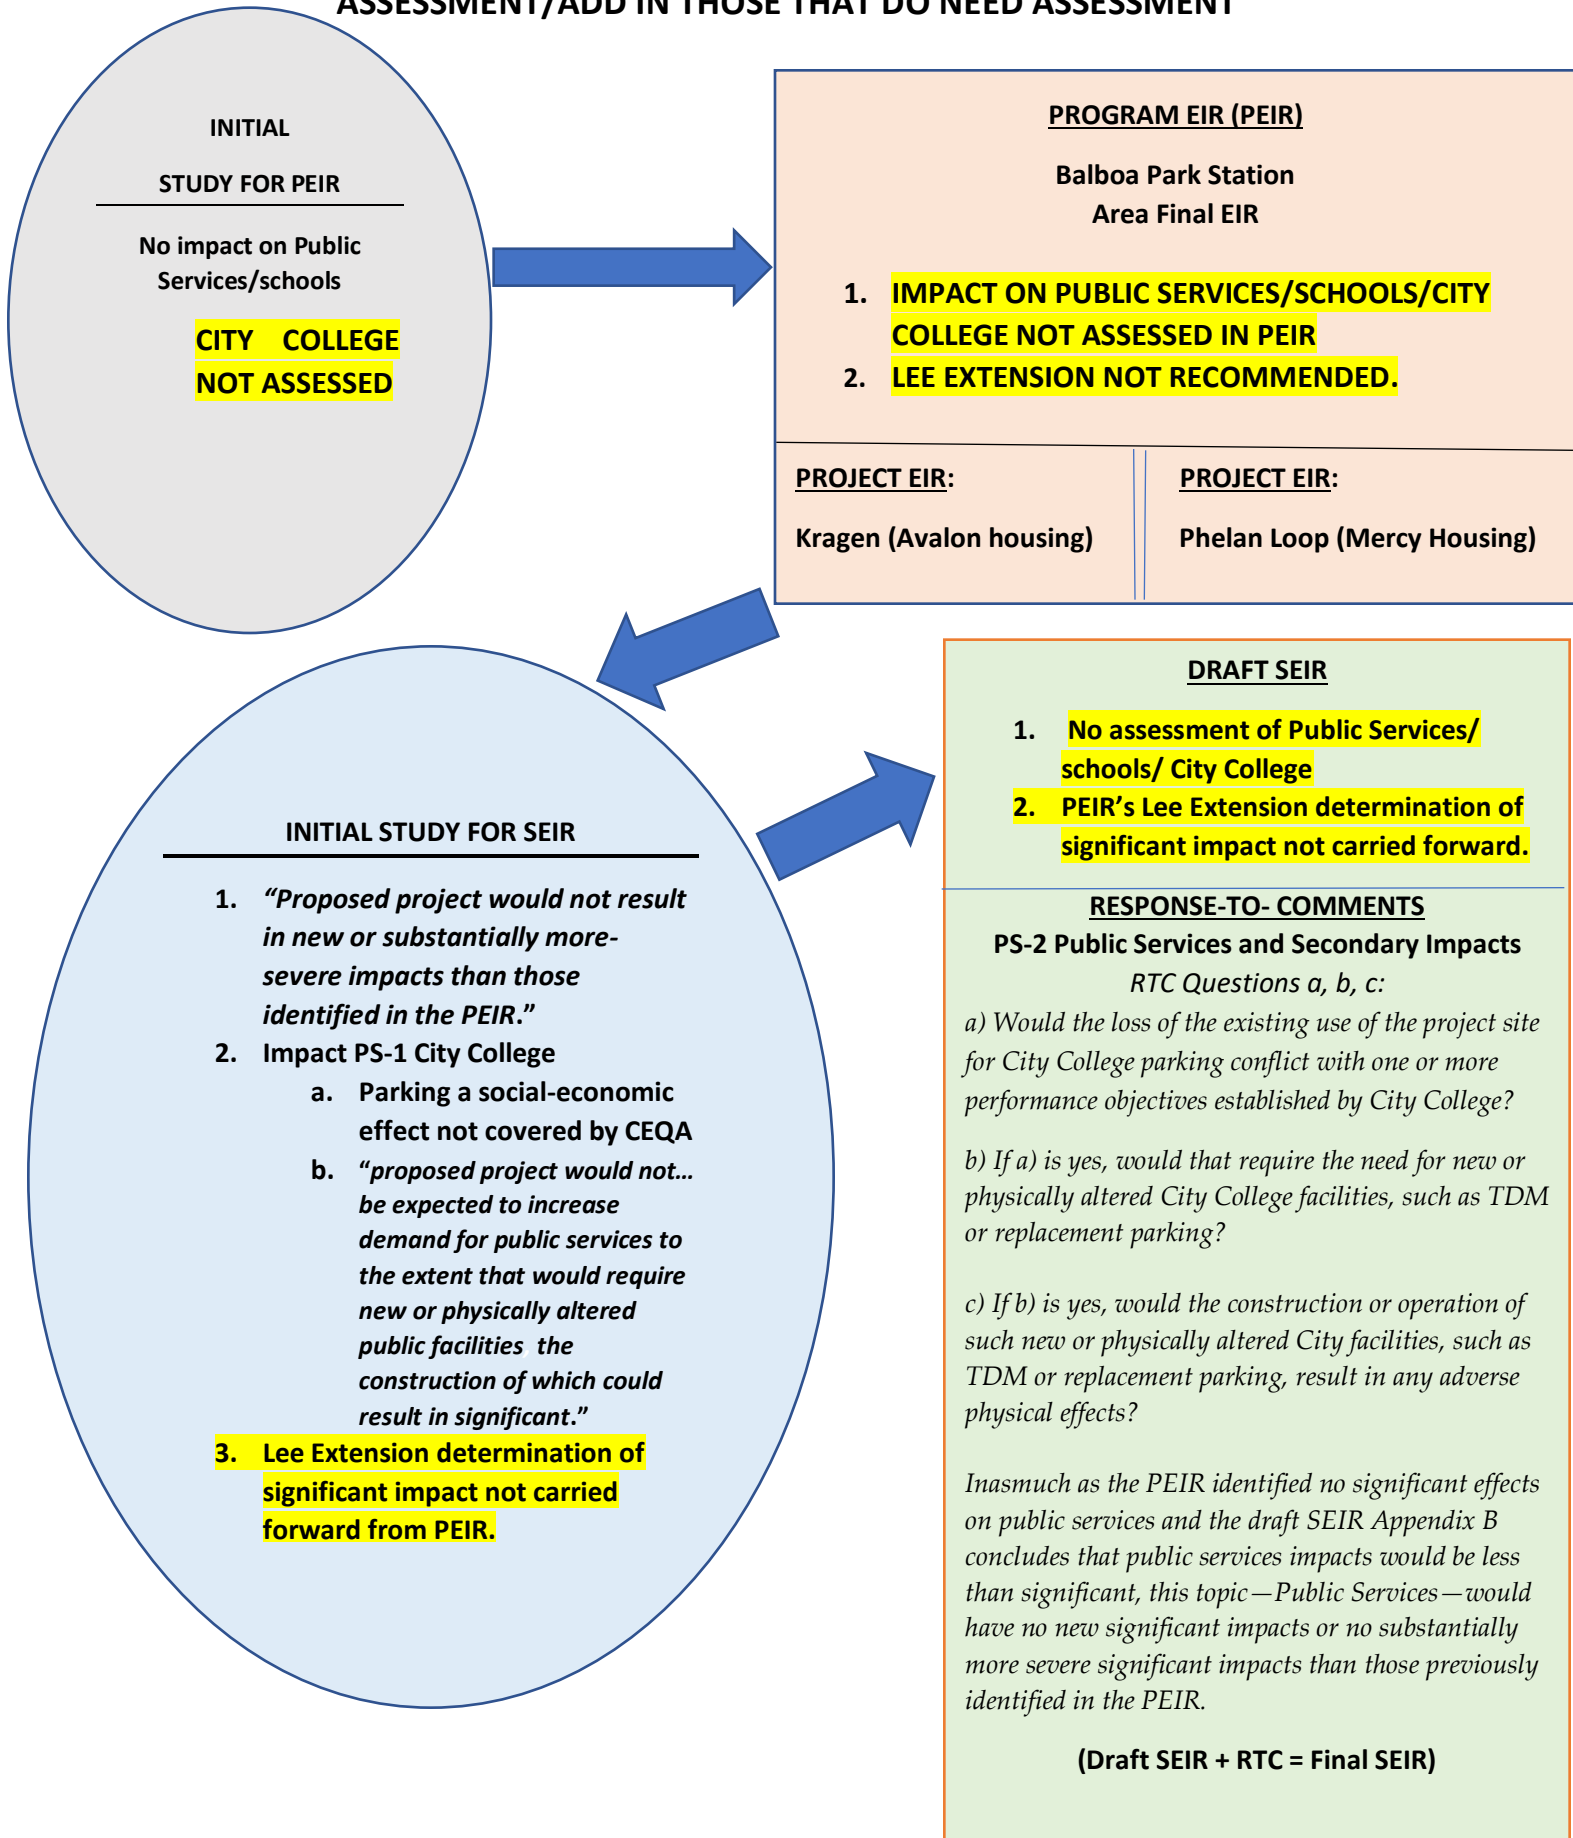 ASSESSMENT/ADD IN THOSE THAT DO NEED ASSESSMENT
INITIAL
STUDY FOR PEIR
No impact on Public
Services/schools
CITY COLLEGE
NOT ASSESSED
PROGRAM EIR (PEIR)
Balboa Park Station
Area Final EIR
1. IMPACT ON PUBLIC SERVICES/SCHOOLS/CITY
COLLEGE NOT ASSESSED IN PEIR
2. LEE EXTENSION NOT RECOMMENDED.
PROJECT EIR:
Kragen (Avalon housing)
PROJECT EIR:
Phelan Loop (Mercy Housing)
INITIAL STUDY FOR SEIR
1. “Proposed project would not result
in new or substantially more-
severe impacts than those
identified in the PEIR.”
2. Impact PS-1 City College
a. Parking a social-economic
effect not covered by CEQA
b. “proposed project would not…
be expected to increase
demand for public services to
the extent that would require
new or physically altered
public facilities, the
construction of which could
result in significant.”
3. Lee Extension determination of
significant impact not carried
forward from PEIR.
DRAFT SEIR
1. No assessment of Public Services/
schools/ City College
2. PEIR’s Lee Extension determination of
significant impact not carried forward.
RESPONSE-TO- COMMENTS
PS-2 Public Services and Secondary Impacts
RTC Questions a, b, c:
a) Would the loss of the existing use of the project site
for City College parking conflict with one or more
performance objectives established by City College?
b) If a) is yes, would that require the need for new or
physically altered City College facilities, such as TDM
or replacement parking?
c) If b) is yes, would the construction or operation of
such new or physically altered City facilities, such as
TDM or replacement parking, result in any adverse
physical effects?
Inasmuch as the PEIR identified no significant effects
on public services and the draft SEIR Appendix B
concludes that public services impacts would be less
than significant, this topic—Public Services—would
have no new significant impacts or no substantially
more severe significant impacts than those previously
identified in the PEIR.
(Draft SEIR + RTC = Final SEIR)